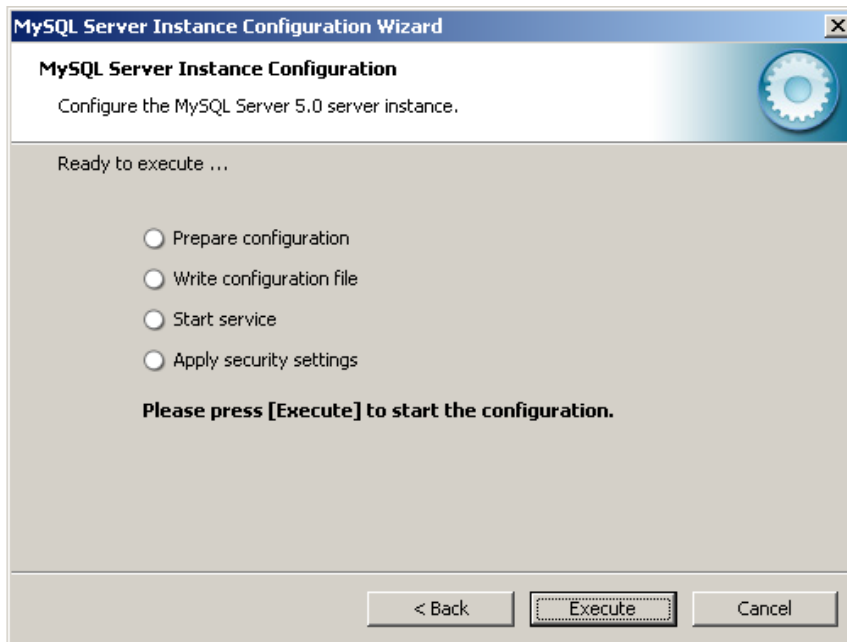 MySQL Server Instance Configuration Wizard
MySQL Server Instance Configuration
Configure the MySQL Server 5.0 server instance.
Ready to execute ...
Prepare configuration
Write configuration file
Start service
Apply security settings
Please press [Execute] to start the configuration.
< Back
Execute
Cancel